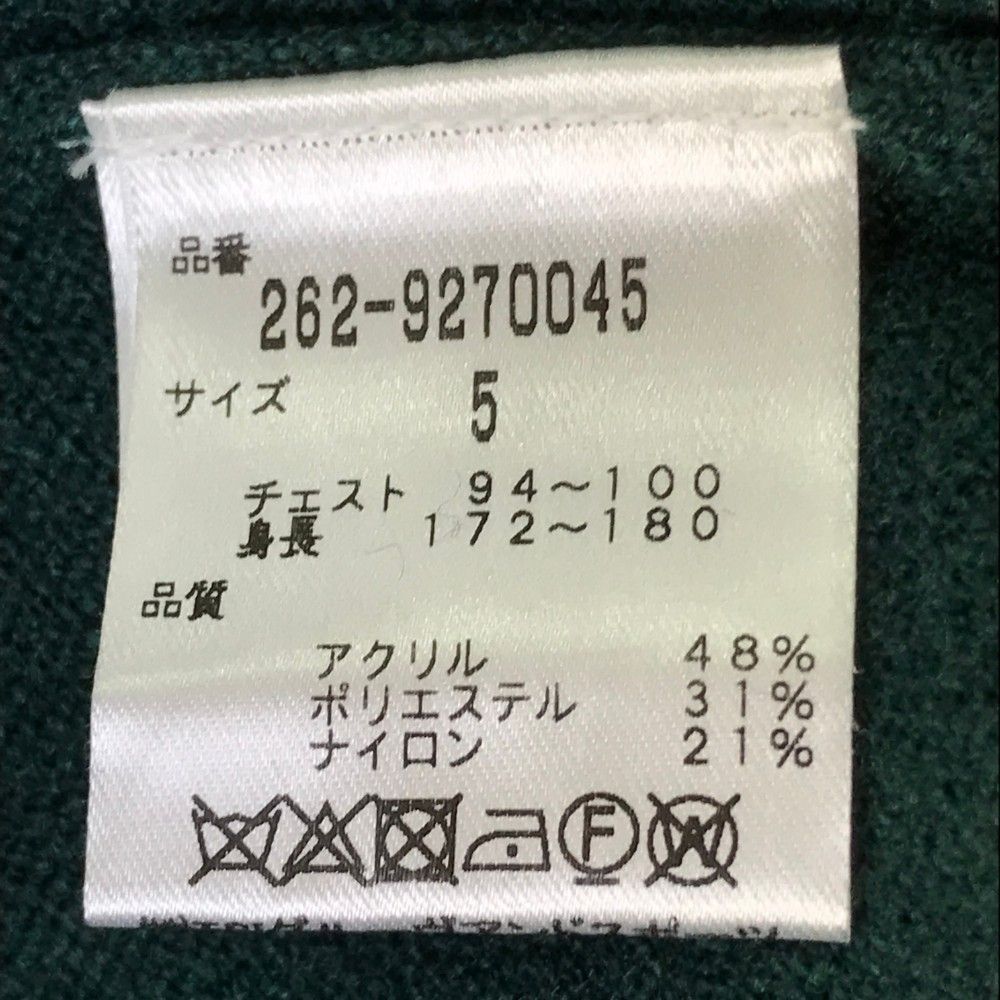 品番
262-9270045
サイズ 5
チェスト 94～100
身長 172～180
品質
アクリル 48%
ポリエステル 31%
ナイロン 21%
F W